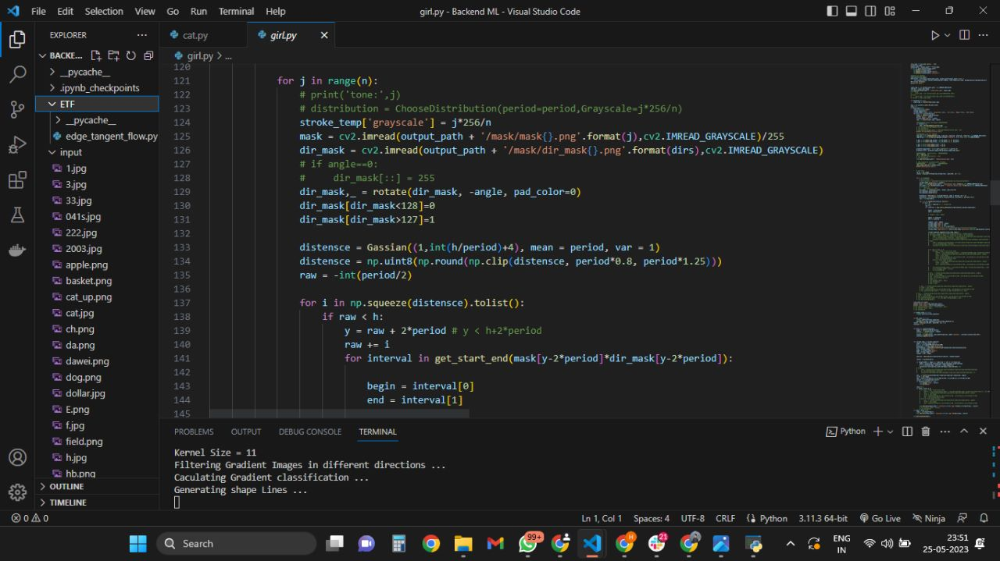 File Edit Selection View Go Run Terminal Help
girl.py - Backend ML - Visual Studio Code
EXPLORER
BACKE...
__pycache__
.ipynb_checkpoints
ETF
__pycache__
edge_tangent_flow.py
input
1.jpg
3.jpg
33.jpg
041s.jpg
222.jpg
2003.jpg
apple.png
basket.png
cat_up.png
cat.jpg
ch.png
da.png
dawei.png
dog.png
dollar.jpg
E.png
f.jpg
field.png
h.jpg
hb.png
OUTLINE
TIMELINE
cat.py
girl.py
girl.py > ...
120
121 for j in range(n):
122 # print('tone:',j)
123 # distribution = ChooseDistribution(period=period,Grayscale=j*256/n)
124 stroke_temp['grayscale'] = j*256/n
125 mask = cv2.imread(output_path + '/mask/mask{}.png'.format(j),cv2.IMREAD_GRAYSCALE)/255
126 dir_mask = cv2.imread(output_path + '/mask/dir_mask{}.png'.format(dirs),cv2.IMREAD_GRAYSCALE)
127 # if angle==0:
128 #     dir_mask[::] = 255
129 dir_mask,_ = rotate(dir_mask, -angle, pad_color=0)
130 dir_mask[dir_mask<128]=0
131 dir_mask[dir_mask>127]=1
132
133 distensce = Gassian((1,int(h/period)+4), mean = period, var = 1)
134 distensce = np.uint8(np.round(np.clip(distensce, period*0.8, period*1.25)))
135 raw = -int(period/2)
136
137 for i in np.squeeze(distensce).tolist():
138 if raw < h:
139 y = raw + 2*period # y < h+2*period
140 raw += i
141 for interval in get_start_end(mask[y-2*period]*dir_mask[y-2*period]):
142
143 begin = interval[0]
144 end = interval[1]
145
PROBLEMS OUTPUT DEBUG CONSOLE TERMINAL
Python
Kernel Size = 11
Filtering Gradient Images in different directions ...
Caculating Gradient classification ...
Generating shape Lines ...
0 0
Ln 1, Col 1 Spaces: 4 UTF-8 CRLF Python 3.11.3 64-bit Go Live Ninja
Search
99+
H
21
ENG
IN
23:51
25-05-2023